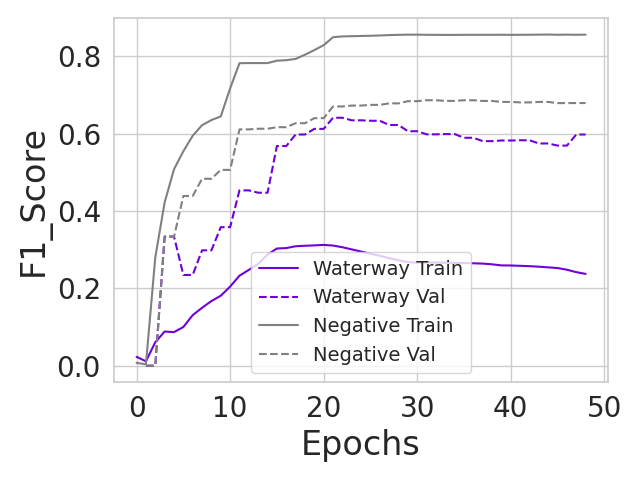 F1_Score
0.8
0.6
0.4
0.2
0.0
Waterway Train
Waterway Val
Negative Train
Negative Val
0 10 20 30 40 50
Epochs